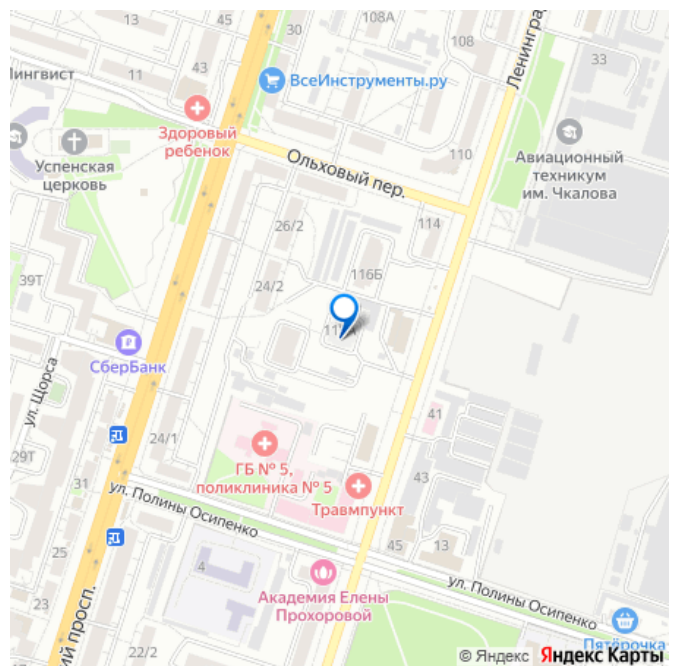 13
30
108А
108
Ленинград
33
Лингвист
11
43
ВсеИнструменты.ру
Здоровый
ребенок
Успенская
церковь
Ольховый пер.
110
Авиационный
техникум
им. Чкалова
26/2
114
116Б
39Т
24/2
СберБанк
ул. Щорса
24/1
41
ГБ № 5,
поликлиника № 5
43
29Т
31
Травмпункт
ул. Полины Осипенко
25
45
13
4
Академия Елены
Прохоровой
ул. Полины Осипенко
23
ий просп.
22/2
Пятёрочка
© Яндекс Яндекс Карты